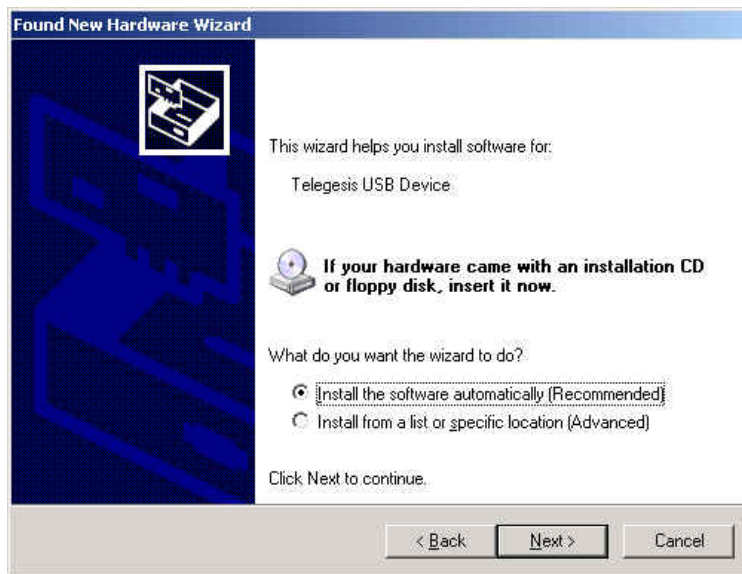 Found New Hardware Wizard
This wizard helps you install software for:
Telegesis USB Device
If your hardware came with an installation CD
or floppy disk, insert it now.
What do you want the wizard to do?
Install the software automatically (Recommended)
Install from a list or specific location (Advanced)
Click Next to continue.
< Back Next > Cancel